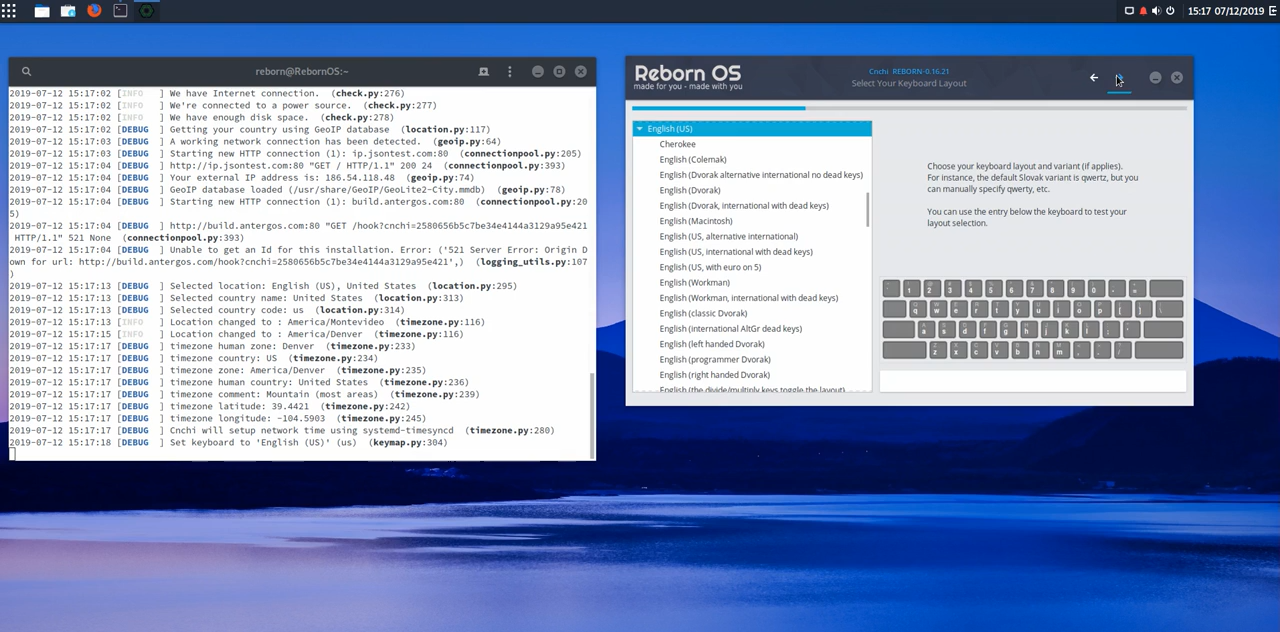 15:17 07/12/2019
reborn@RebornOS:~
2019-07-12 15:17:02 [INFO ] We have Internet connection. (check.py:276)
2019-07-12 15:17:02 [INFO ] We're connected to a power source. (check.py:277)
2019-07-12 15:17:02 [INFO ] We have enough disk space. (check.py:278)
2019-07-12 15:17:02 [DEBUG ] Getting your country using GeoIP database (location.py:117)
2019-07-12 15:17:03 [DEBUG ] A working network connection has been detected. (geoip.py:64)
2019-07-12 15:17:03 [DEBUG ] Starting new HTTP connection (1): ip.jsontest.com:80 (connectionpool.py:205)
2019-07-12 15:17:04 [DEBUG ] http://ip.jsontest.com:80 "GET / HTTP/1.1" 200 24 (connectionpool.py:393)
2019-07-12 15:17:04 [DEBUG ] Your external IP address is: 186.54.118.48 (geoip.py:74)
2019-07-12 15:17:04 [DEBUG ] GeoIP database loaded (/usr/share/GeoIP/GeoLite2-City.mmdb) (geoip.py:78)
2019-07-12 15:17:04 [DEBUG ] Starting new HTTP connection (1): build.antergos.com:80 (connectionpool.py:20
5)
2019-07-12 15:17:04 [DEBUG ] http://build.antergos.com:80 "GET /hook?cnchi=2580656b5c7be34e4144a3129a95e421
HTTP/1.1" 521 None (connectionpool.py:393)
2019-07-12 15:17:04 [DEBUG ] Unable to get an Id for this installation. Error: ('521 Server Error: Origin D
own for url: http://build.antergos.com/hook?cnchi=2580656b5c7be34e4144a3129a95e421',) (logging_utils.py:107
)
2019-07-12 15:17:13 [DEBUG ] Selected location: English (US), United States (location.py:295)
2019-07-12 15:17:13 [DEBUG ] Selected country name: United States (location.py:313)
2019-07-12 15:17:13 [DEBUG ] Selected country code: us (location.py:314)
2019-07-12 15:17:13 [INFO ] Location changed to : America/Montevideo (timezone.py:116)
2019-07-12 15:17:15 [INFO ] Location changed to : America/Denver (timezone.py:116)
2019-07-12 15:17:17 [DEBUG ] timezone human zone: Denver (timezone.py:233)
2019-07-12 15:17:17 [DEBUG ] timezone country: US (timezone.py:234)
2019-07-12 15:17:17 [DEBUG ] timezone zone: America/Denver (timezone.py:235)
2019-07-12 15:17:17 [DEBUG ] timezone human country: United States (timezone.py:236)
2019-07-12 15:17:17 [DEBUG ] timezone comment: Mountain (most areas) (timezone.py:239)
2019-07-12 15:17:17 [DEBUG ] timezone latitude: 39.4421 (timezone.py:242)
2019-07-12 15:17:17 [DEBUG ] timezone longitude: -104.5903 (timezone.py:245)
2019-07-12 15:17:17 [DEBUG ] Cnchi will setup network time using systemd-timesyncd (timezone.py:280)
2019-07-12 15:17:18 [DEBUG ] Set keyboard to 'English (US)' (us) (keymap.py:304)
Reborn OS
made for you - made with you
Cnchi REBORN-0.16.21
Select Your Keyboard Layout
English (US)
Cherokee
English (Colemak)
English (Dvorak alternative international no dead keys)
English (Dvorak)
English (Dvorak, international with dead keys)
English (Macintosh)
English (US, alternative international)
English (US, international with dead keys)
English (US, with euro on 5)
English (Workman)
English (Workman, international with dead keys)
English (classic Dvorak)
English (international AltGr dead keys)
English (left handed Dvorak)
English (programmer Dvorak)
English (right handed Dvorak)
English (the divide/multiply keys toggle the layout)
Choose your keyboard layout and variant (if applies).
For instance, the default Slovak variant is qwertz, but you
can manually specify qwerty, etc.
You can use the entry below the keyboard to test your
layout selection.
1 2 3 4 5 6 7 8 9 0 - =
q w e r t y u i o p [ ] \
a s d f g h j k l ; '
z x c v b n m , . /